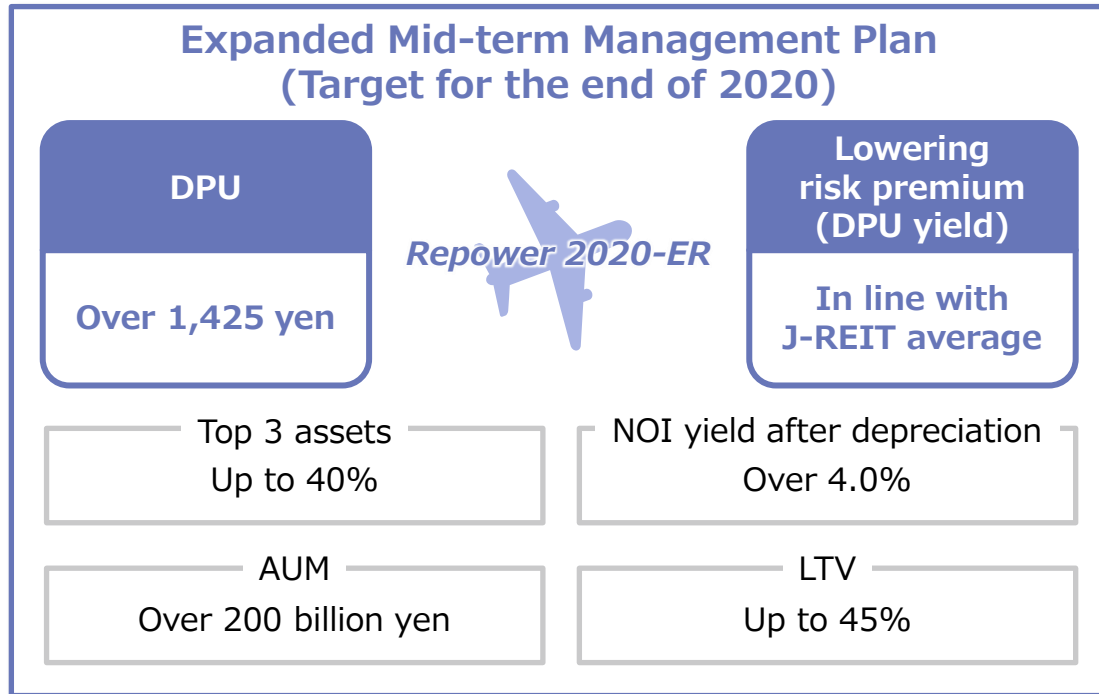 Expanded Mid-term Management Plan
(Target for the end of 2020)
DPU
Over 1,425 yen
Repower 2020-ER
Lowering
risk premium
(DPU yield)
In line with
J-REIT average
Top 3 assets
Up to 40%
NOI yield after depreciation
Over 4.0%
AUM
Over 200 billion yen
LTV
Up to 45%